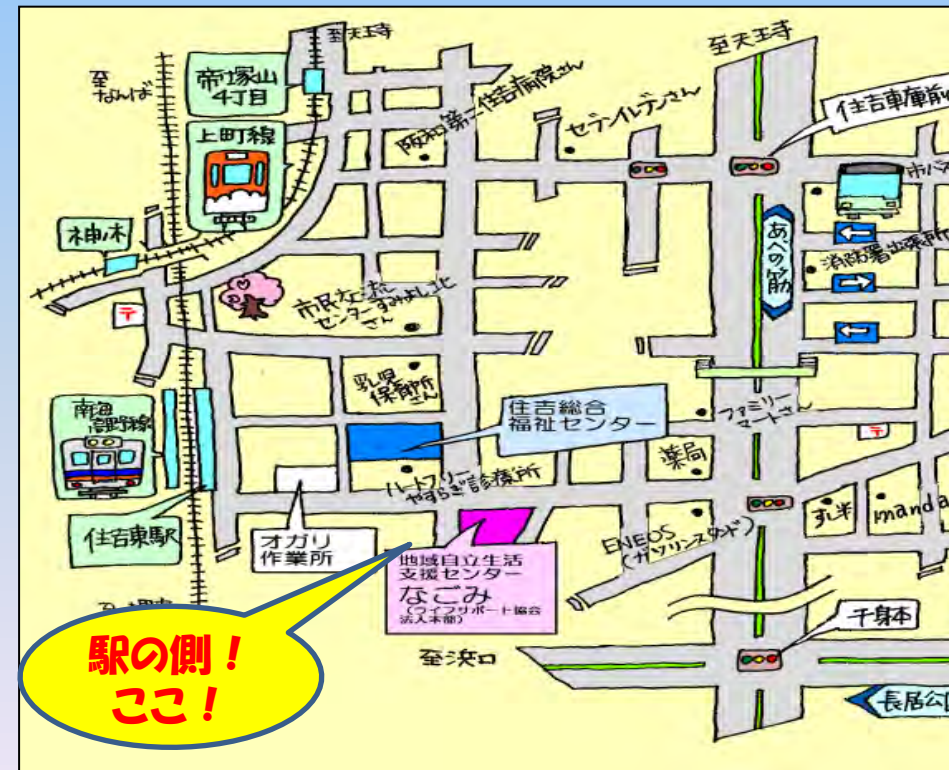 至天王寺
至
なんば
帝塚山
4丁目
上町線
阪和第二住吉病院さん
セブンイレブンさん
至天王寺
住吉車庫前
市バス
神ノ木
あべの筋
消防署出張所
〒
市民交流
センターすみよし北
さん
乳児
保育所
さん
南海
高野線
住吉総合
福祉センター
ファミリー
マートさん
〒
薬局
ハートフリー
やすらぎ診療所
住吉東駅
オガリ
作業所
地域自立生活
支援センター
なごみ
(ライフサポート協会
法人本部)
ENEOS
(ガソリンスタンド)
すし半
manda
駅の側！
ここ！
至浜口
千躰
長居公園